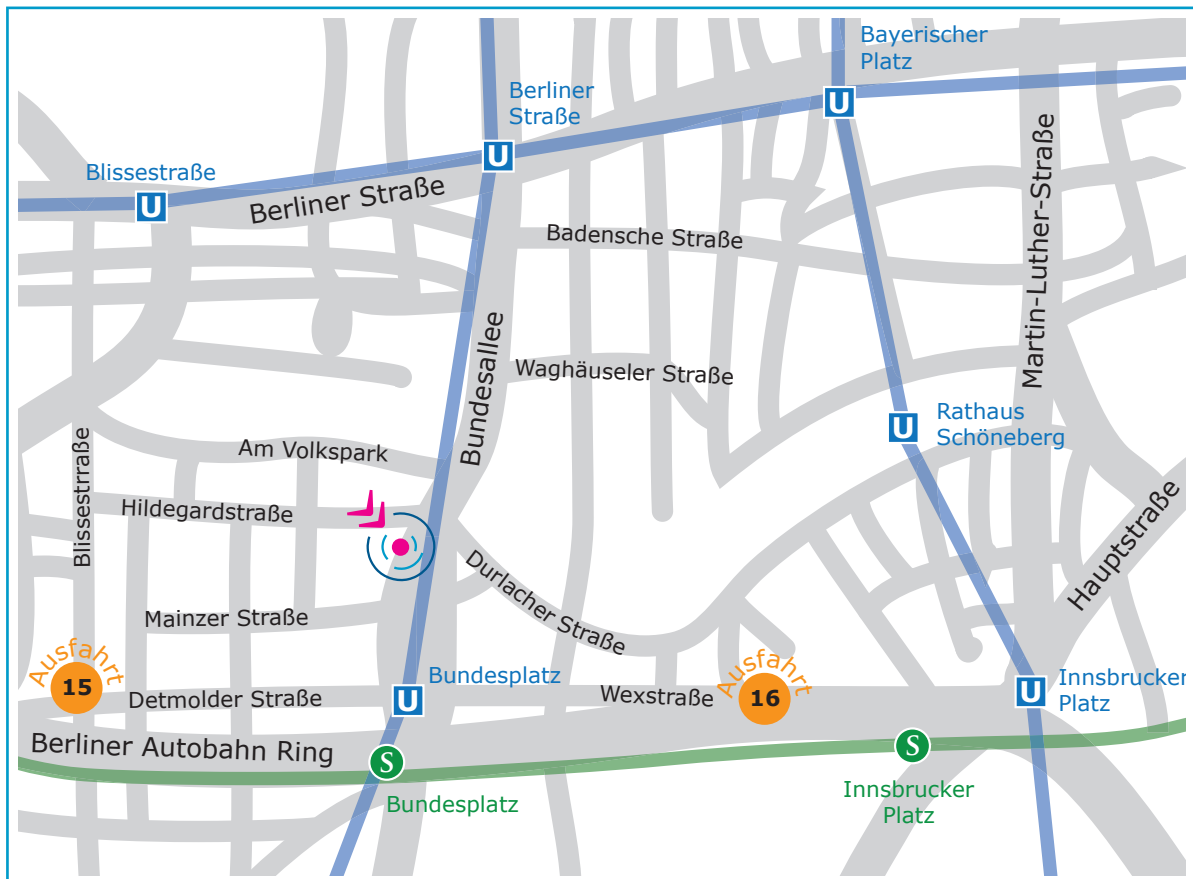 Bayerischer
Platz
Berliner
Straße
U
U
Blissestraße
U
Berliner Straße
Badensche Straße
Martin-Luther-Straße
Bundesallee
Waghäuseler Straße
Rathaus
Schöneberg
U
Am Volkspark
Blissestrraße
Hildegardstraße
Hauptstraße
Durlacher Straße
Mainzer Straße
Ausfahrt
15
Detmolder Straße
Bundesplatz
U
Wexstraße
Ausfahrt
16
U
Innsbrucker
Platz
Berliner Autobahn Ring
S
Bundesplatz
S
Innsbrucker
Platz